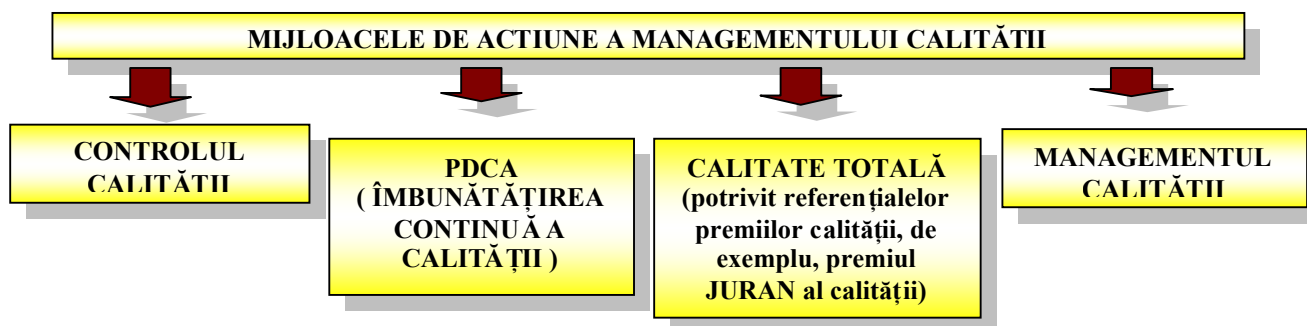 MIJLOACELE DE ACTIUNE A MANAGEMENTULUI CALITĂTII
CONTROLUL
CALITĂTII
PDCA
( ÎMBUNĂTĂȚIREA
CONTINUĂ A
CALITĂȚII )
CALITATE TOTALĂ
(potrivit referențialelor
premiilor calității, de
exemplu, premiul
JURAN al calității)
MANAGEMENTUL
CALITĂTII